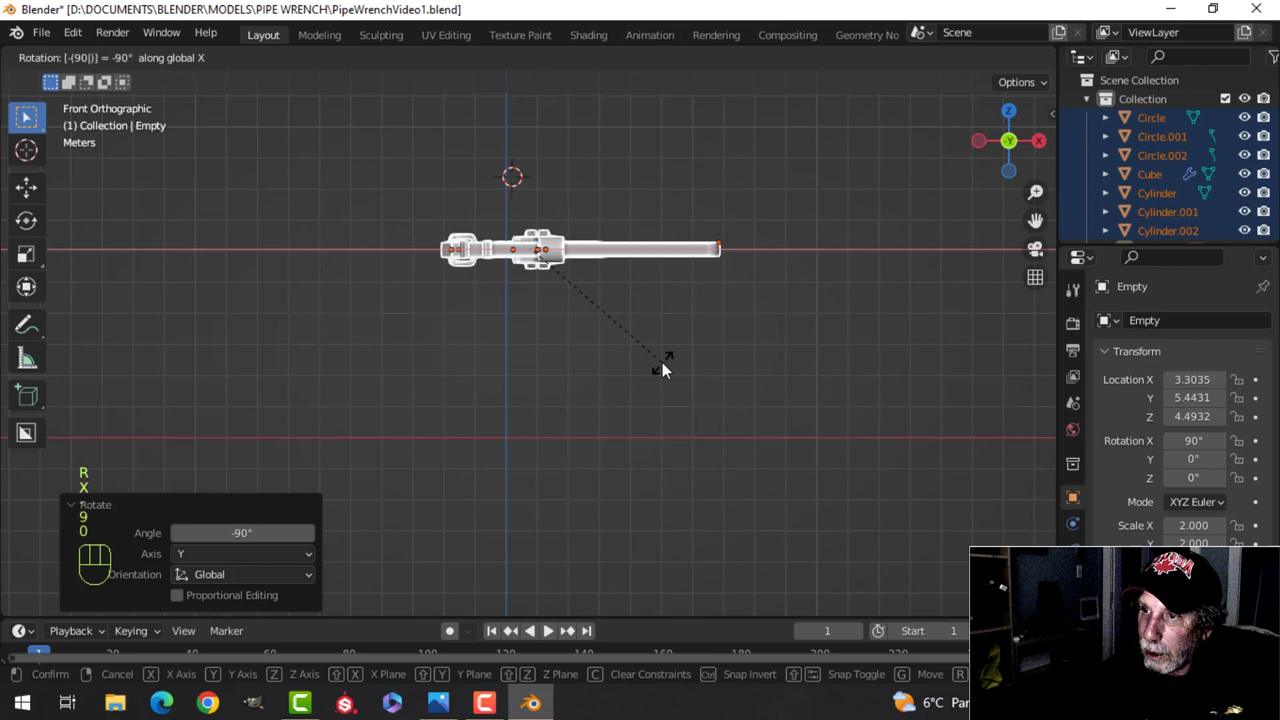 Blender* [D:\DOCUMENTS\BLENDER\MODELS\PIPE WRENCH\PipeWrenchVideo1.blend]
File Edit Render Window Help Layout Modeling Sculpting UV Editing Texture Paint Shading Animation Rendering Compositing Geometry No Scene ViewLayer
Rotation: [-(90|)] = -90° along global X
Options
Front Orthographic
(1) Collection | Empty
Meters
Z
-Y
X
Scene Collection
Collection
Circle
Circle.001
Circle.002
Cube
Cylinder
Cylinder.001
Cylinder.002
Empty
Empty
Transform
Location X 3.3035
Y 5.4431
Z 4.4932
Rotation X 90°
Y 0°
Z 0°
Mode XYZ Euler
Scale X 2.000
Y 2.000
R
X
-
9
0
Rotate
Angle -90°
Axis Y
Orientation Global
Proportional Editing
Playback Keying View Marker 1 Start 1
Confirm Cancel X X Axis Y Y Axis Z Z Axis X X Plane Y Y Plane Z Z Plane C Clear Constraints Ctrl Snap Invert Snap Toggle G Move R
6°C Par